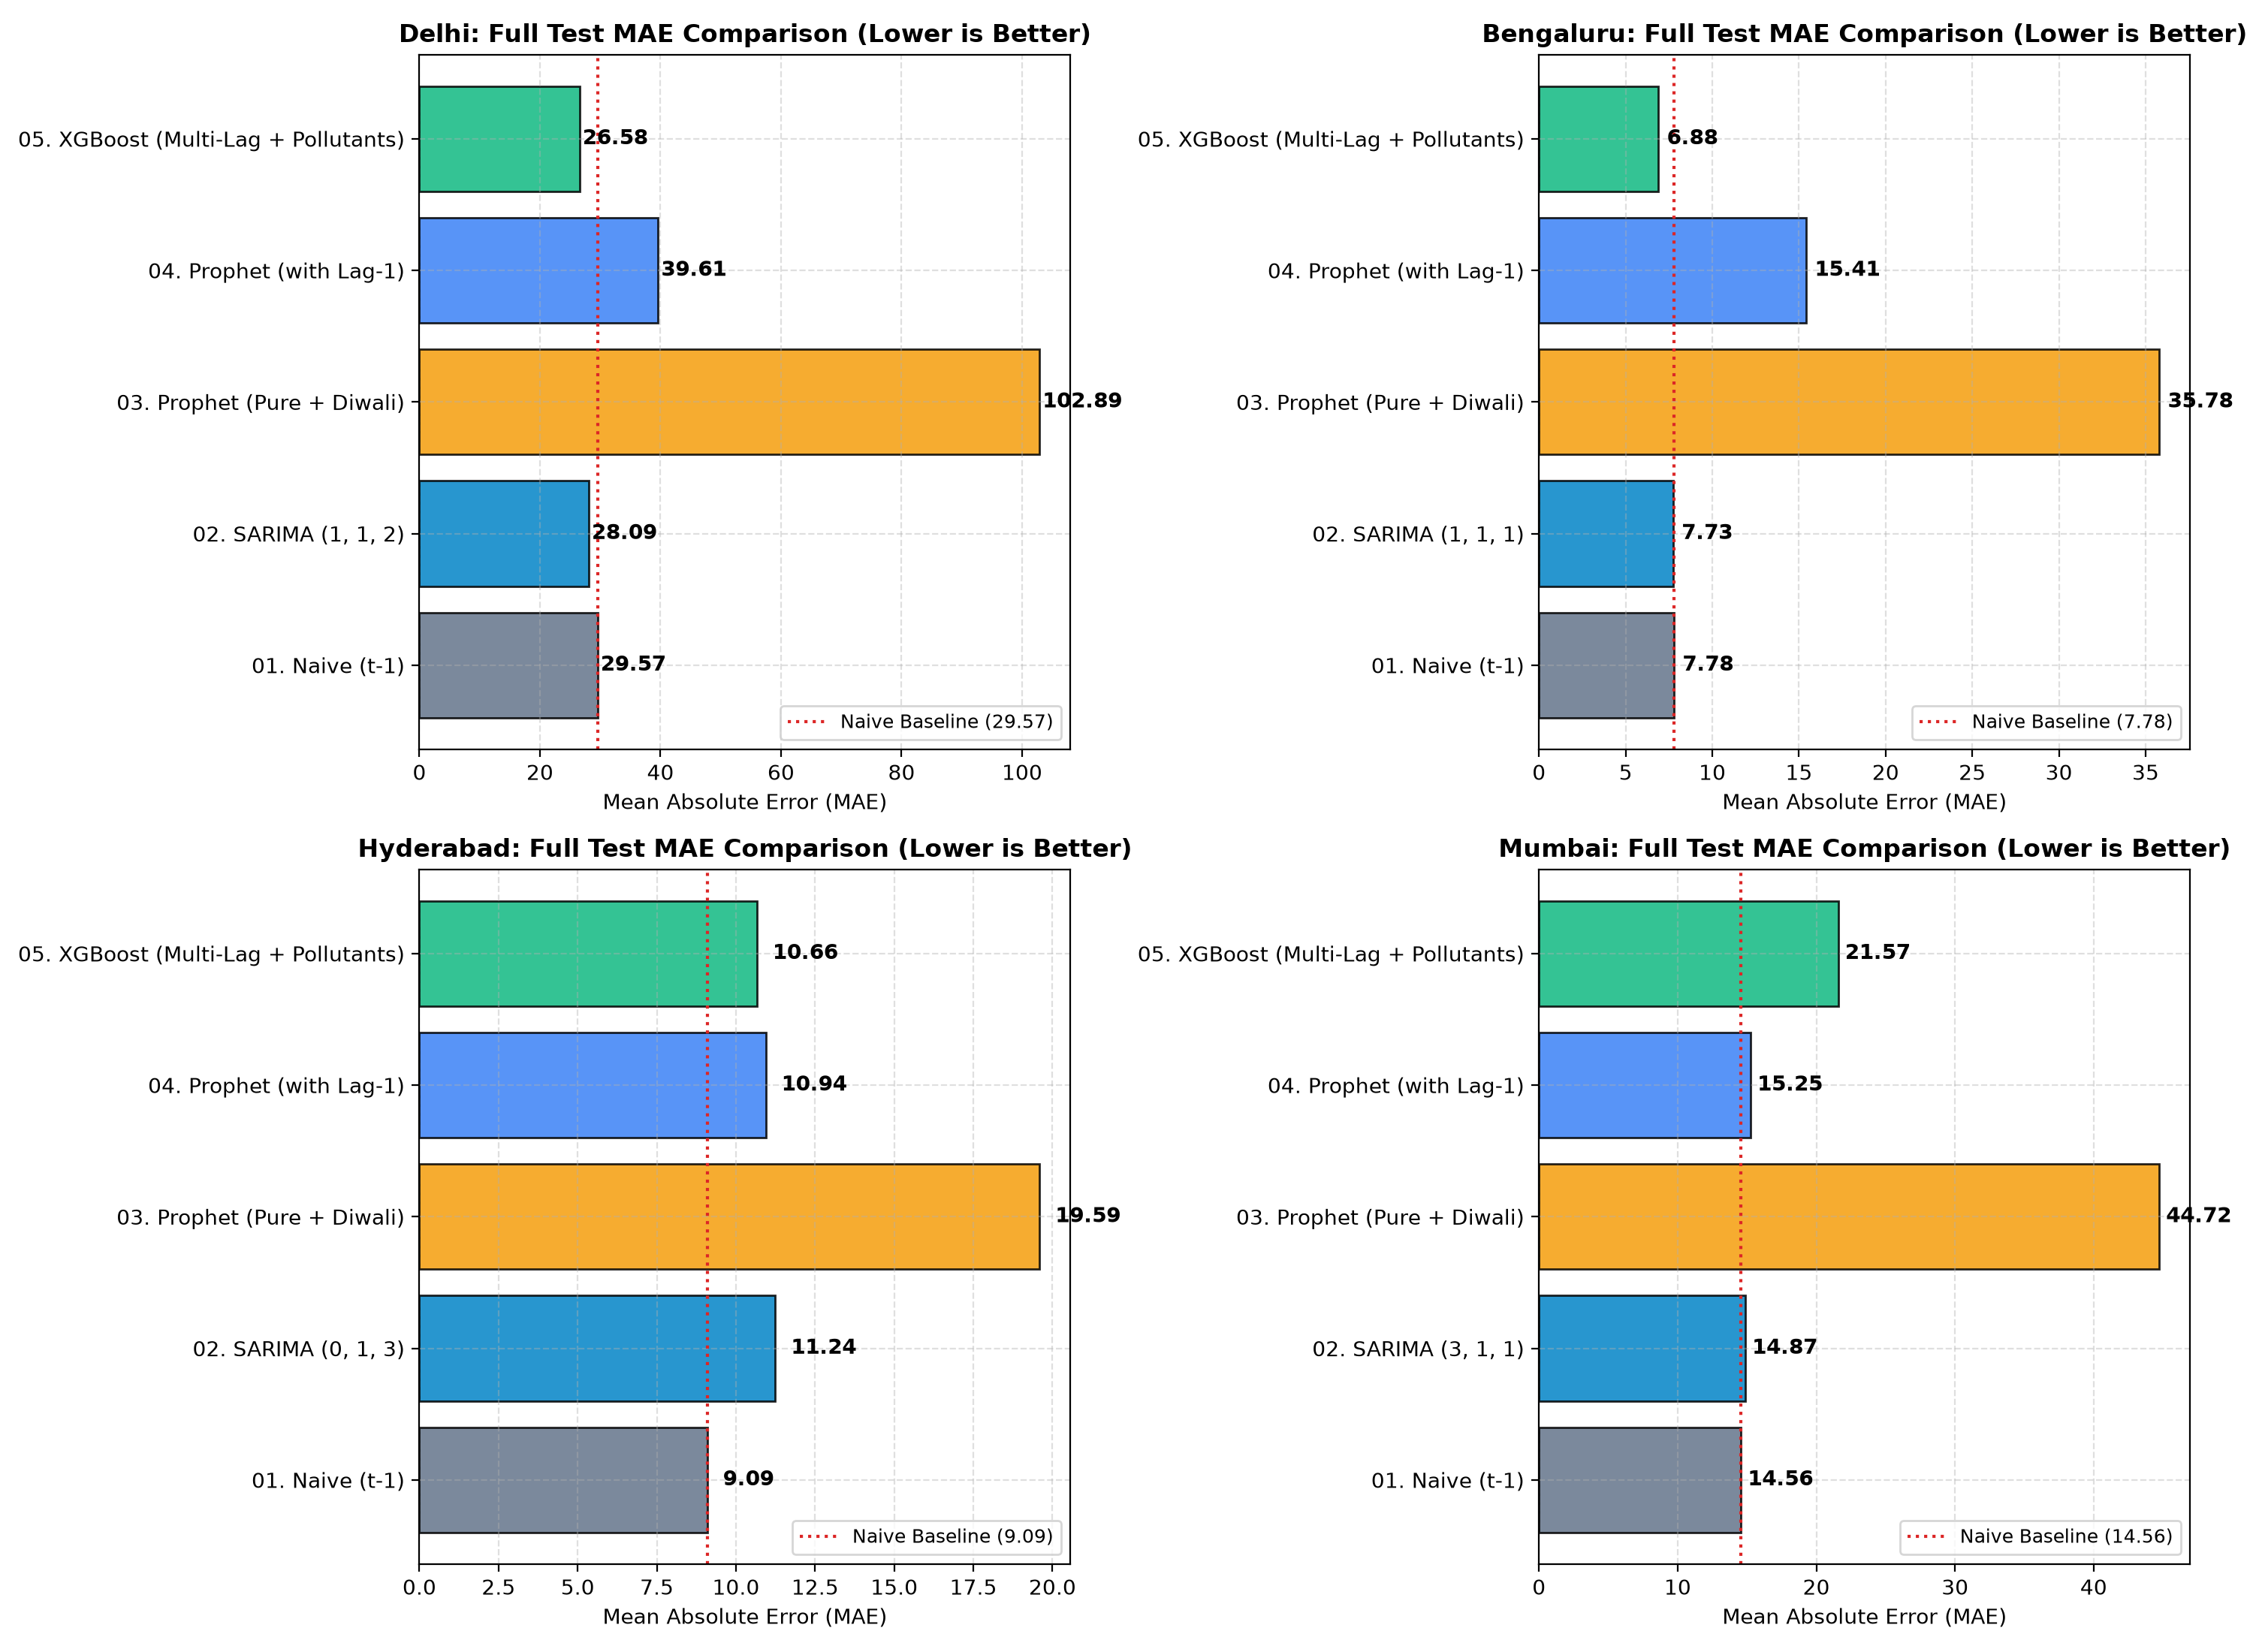 Delhi: Full Test MAE Comparison (Lower is Better)
05. XGBoost (Multi-Lag + Pollutants)
26.58
04. Prophet (with Lag-1)
39.61
03. Prophet (Pure + Diwali)
102.89
02. SARIMA (1, 1, 2)
28.09
01. Naive (t-1)
29.57
Naive Baseline (29.57)
0 20 40 60 80 100
Mean Absolute Error (MAE)
Bengaluru: Full Test MAE Comparison (Lower is Better)
05. XGBoost (Multi-Lag + Pollutants)
6.88
04. Prophet (with Lag-1)
15.41
03. Prophet (Pure + Diwali)
35.78
02. SARIMA (1, 1, 1)
7.73
01. Naive (t-1)
7.78
Naive Baseline (7.78)
0 5 10 15 20 25 30 35
Mean Absolute Error (MAE)
Hyderabad: Full Test MAE Comparison (Lower is Better)
05. XGBoost (Multi-Lag + Pollutants)
10.66
04. Prophet (with Lag-1)
10.94
03. Prophet (Pure + Diwali)
19.59
02. SARIMA (0, 1, 3)
11.24
01. Naive (t-1)
9.09
Naive Baseline (9.09)
0.0 2.5 5.0 7.5 10.0 12.5 15.0 17.5 20.0
Mean Absolute Error (MAE)
Mumbai: Full Test MAE Comparison (Lower is Better)
05. XGBoost (Multi-Lag + Pollutants)
21.57
04. Prophet (with Lag-1)
15.25
03. Prophet (Pure + Diwali)
44.72
02. SARIMA (3, 1, 1)
14.87
01. Naive (t-1)
14.56
Naive Baseline (14.56)
0 10 20 30 40
Mean Absolute Error (MAE)